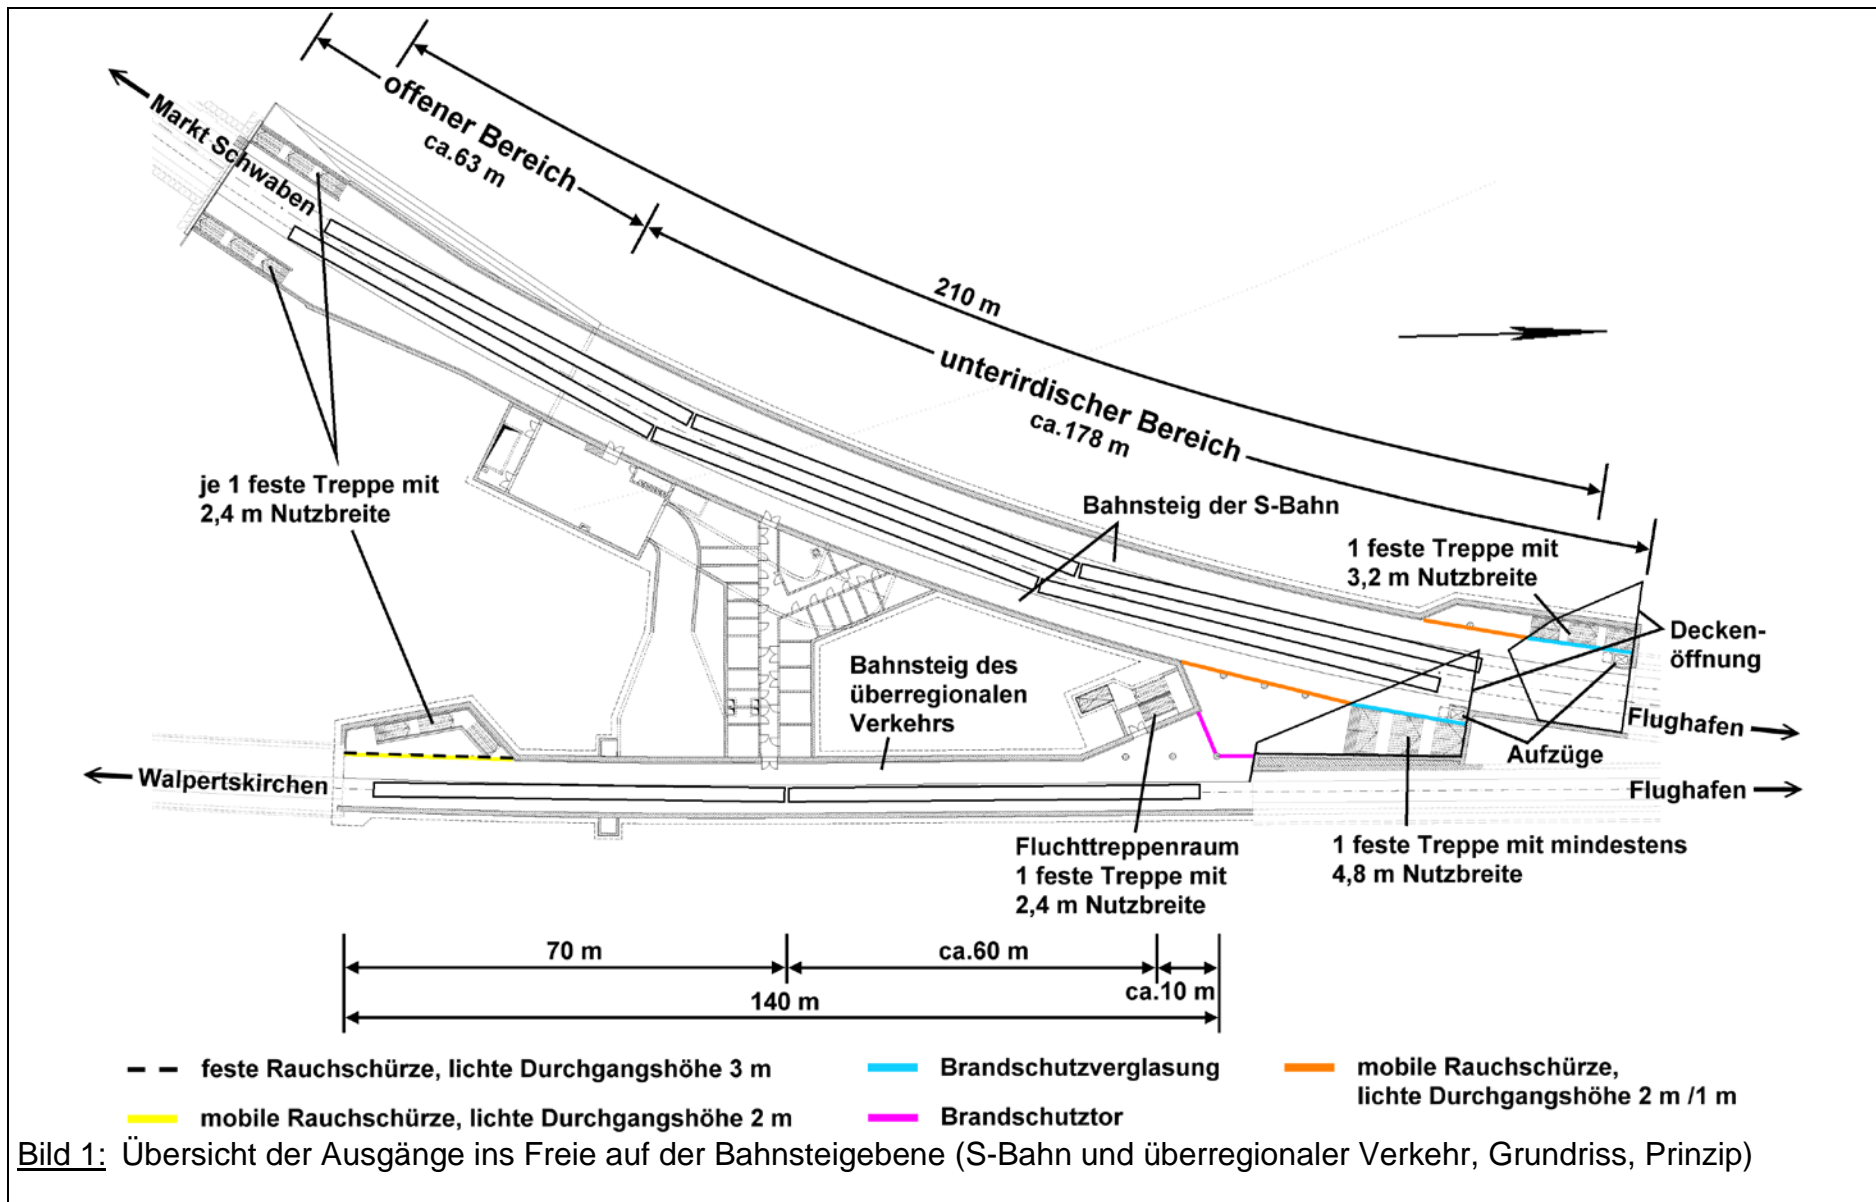 offener Bereich
ca.63 m
Markt Schwaben
210 m
unterirdischer Bereich
ca.178 m
je 1 feste Treppe mit
2,4 m Nutzbreite
Bahnsteig der S-Bahn
1 feste Treppe mit
3,2 m Nutzbreite
Decken-
öffnung
Bahnsteig des
überregionalen
Verkehrs
Flughafen
Aufzüge
Walpertskirchen
Flughafen
Fluchttreppenraum
1 feste Treppe mit
2,4 m Nutzbreite
1 feste Treppe mit mindestens
4,8 m Nutzbreite
70 m
ca.60 m
ca.10 m
140 m
feste Rauchschürze, lichte Durchgangshöhe 3 m
mobile Rauchschürze, lichte Durchgangshöhe 2 m
Brandschutzverglasung
Brandschutztor
mobile Rauchschürze,
lichte Durchgangshöhe 2 m /1 m
Bild 1: Übersicht der Ausgänge ins Freie auf der Bahnsteigebene (S-Bahn und überregionaler Verkehr, Grundriss, Prinzip)